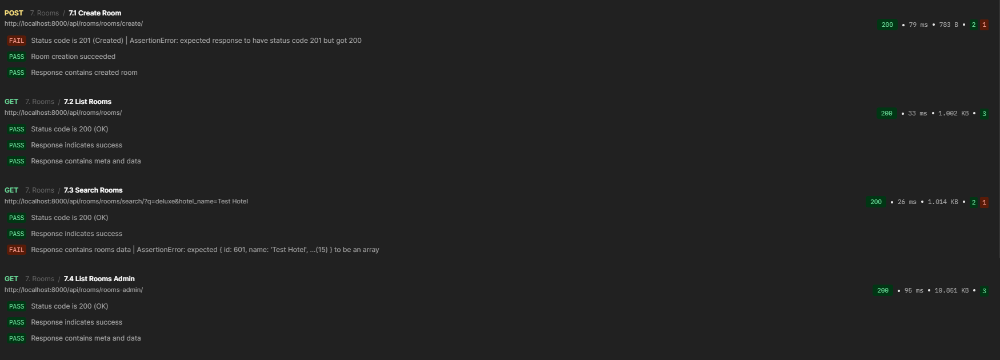 POST 7. Rooms / 7.1 Create Room
http://localhost:8000/api/rooms/rooms/create/
200 • 79 ms • 783 B • 2 1
FAIL Status code is 201 (Created) | AssertionError: expected response to have status code 201 but got 200
PASS Room creation succeeded
PASS Response contains created room
GET 7. Rooms / 7.2 List Rooms
http://localhost:8000/api/rooms/rooms/
200 • 33 ms • 1.002 KB • 3
PASS Status code is 200 (OK)
PASS Response indicates success
PASS Response contains meta and data
GET 7. Rooms / 7.3 Search Rooms
http://localhost:8000/api/rooms/rooms/search/?q=deluxe&hotel_name=Test Hotel
200 • 26 ms • 1.014 KB • 2 1
PASS Status code is 200 (OK)
PASS Response indicates success
FAIL Response contains rooms data | AssertionError: expected { id: 601, name: 'Test Hotel', …(15) } to be an array
GET 7. Rooms / 7.4 List Rooms Admin
http://localhost:8000/api/rooms/rooms-admin/
200 • 95 ms • 10.851 KB • 3
PASS Status code is 200 (OK)
PASS Response indicates success
PASS Response contains meta and data